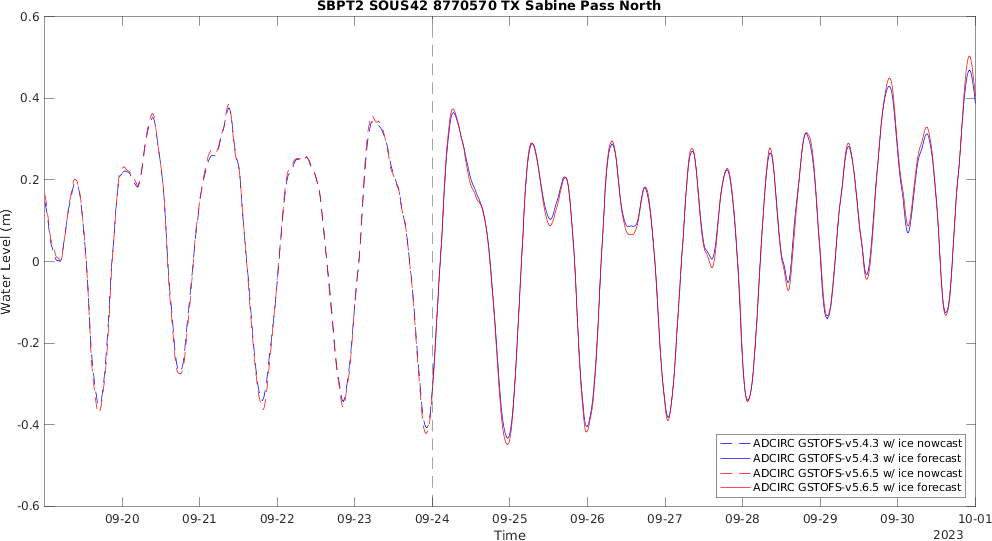 SBPT2 SOUS42 8770570 TX Sabine Pass North
Water Level (m)
0.6
0.4
0.2
0
-0.2
-0.4
-0.6
ADCIRC GSTOFS-v5.4.3 w/ ice nowcast
ADCIRC GSTOFS-v5.4.3 w/ ice forecast
ADCIRC GSTOFS-v5.6.5 w/ ice nowcast
ADCIRC GSTOFS-v5.6.5 w/ ice forecast
09-20 09-21 09-22 09-23 09-24 09-25 09-26 09-27 09-28 09-29 09-30 10-01
Time
2023